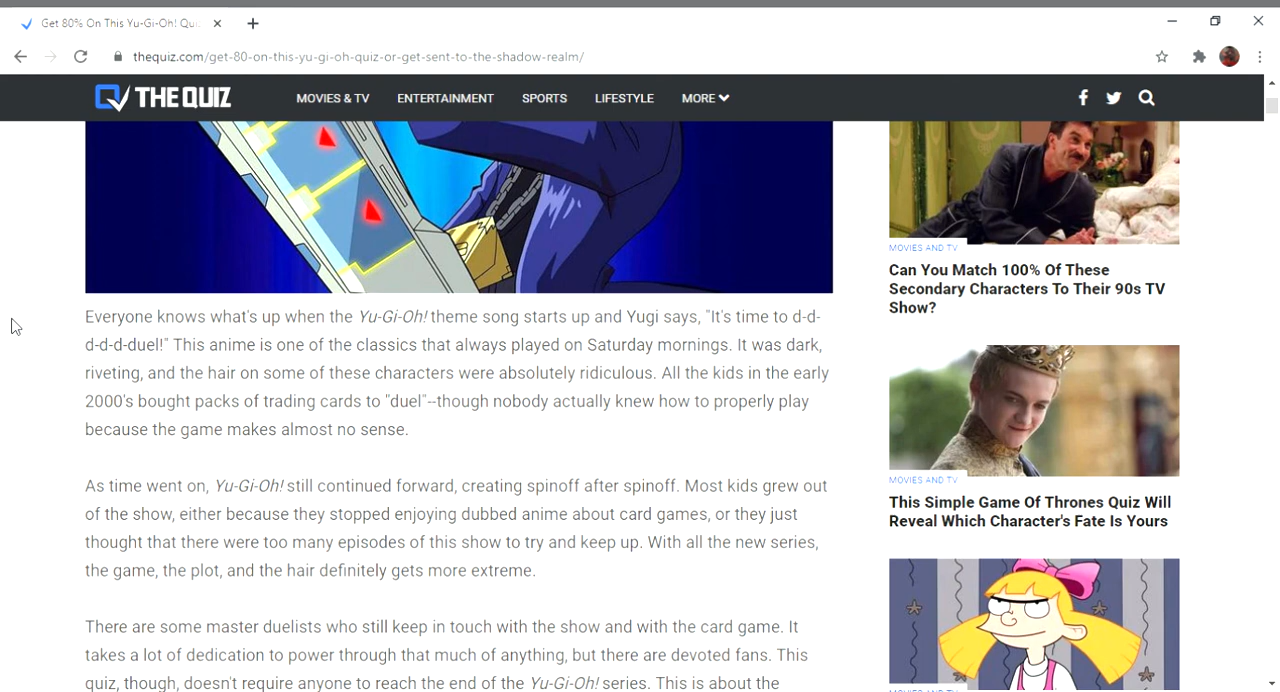 Get 80% On This Yu-Gi-Oh! Qu
thequiz.com/get-80-on-this-yu-gi-oh-quiz-or-get-sent-to-the-shadow-realm/
THE QUIZ MOVIES & TV ENTERTAINMENT SPORTS LIFESTYLE MORE
Everyone knows what's up when the Yu-Gi-Oh! theme song starts up and Yugi says, "It's time to d-d-
d-d-d-duel!" This anime is one of the classics that always played on Saturday mornings. It was dark,
riveting, and the hair on some of the characters were absolutely ridiculous. All the kids in the early
2000's bought packs of trading cards to "duel"--though nobody actually knew how to properly play
because the game makes almost no sense.
As time went on, Yu-Gi-Oh! still continued forward, creating spinoff after spinoff. Most kids grew out
of the show, either because they stopped enjoying dubbed anime about card games, or they just
thought that there were too many episodes of this show to try and keep up. With all the new series,
the game, the plot, and the hair definitely gets more extreme.
There are some master duelists who still keep in touch with the show and with the card game. It
takes a lot of dedication to power through that much of anything, but there are devoted fans. This
quiz, though, doesn't require anyone to reach the end of the Yu-Gi-Oh! series. This is about the
MOVIES AND TV
Can You Match 100% Of These
Secondary Characters To Their 90s TV
Show?
MOVIES AND TV
This Simple Game Of Thrones Quiz Will
Reveal Which Character's Fate Is Yours